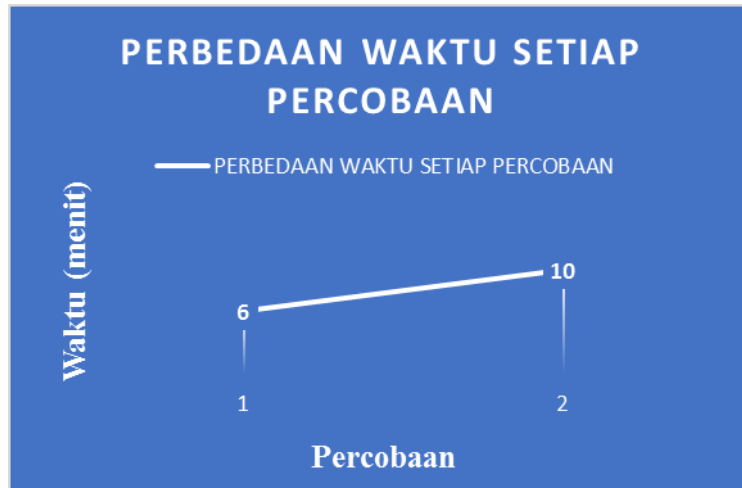 PERBEDAAN WAKTU SETIAP
PERCOBAAN
PERBEDAAN WAKTU SETIAP PERCOBAAN
Waktu (menit)
10
6
1
2
Percobaan